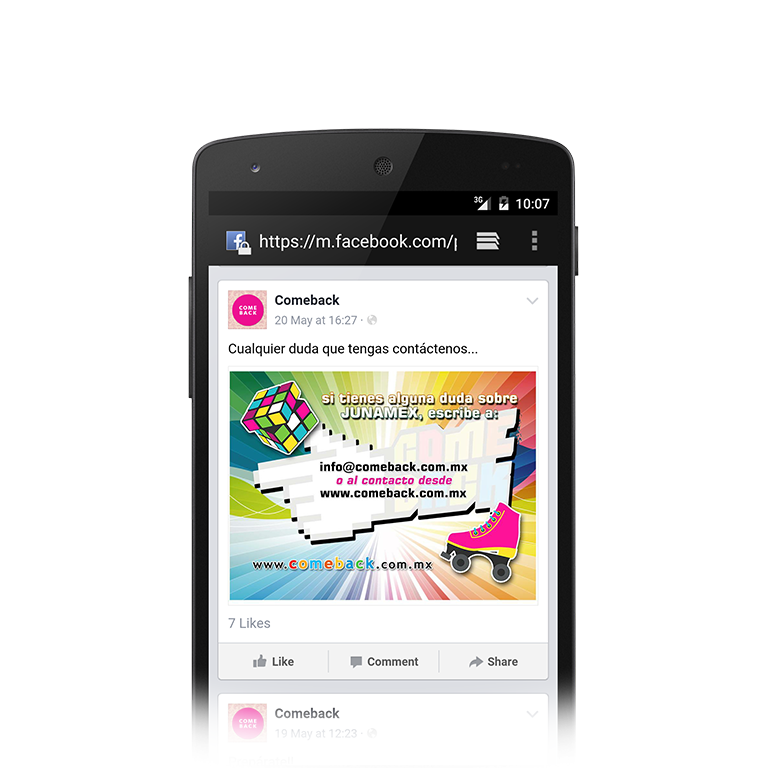 3G 10:07
https://m.facebook.com/p
COME
BACK
Comeback
20 May at 16:27 ·
Cualquier duda que tengas contáctenos...
si tienes alguna duda sobre
JUNAMEX, escribe a:
COME
BACK
info@comeback.com.mx
o al contacto desde
www.comeback.com.mx
www.comeback.com.mx
7 Likes
Like Comment Share
COME
BACK
Comeback
19 May at 12:23 ·